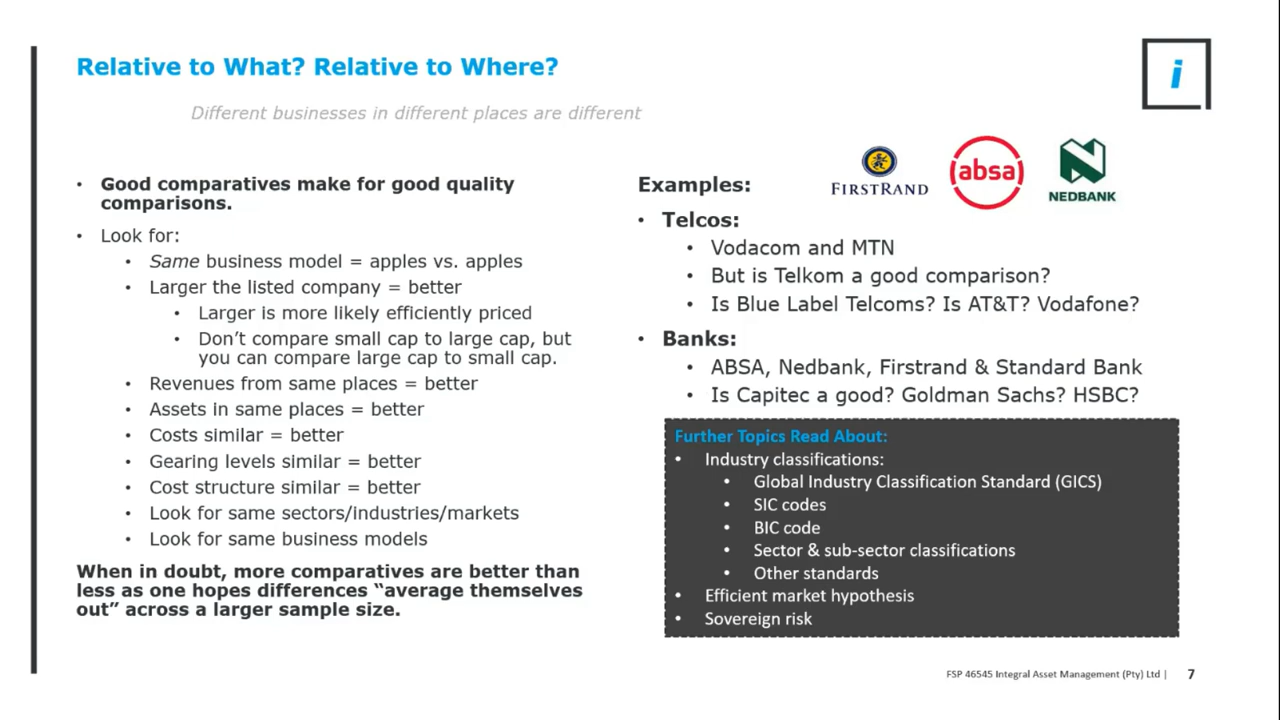 Relative to What? Relative to Where?
i
Different businesses in different places are different
• Good comparatives make for good quality
comparisons.
• Look for:
• Same business model = apples vs. apples
• Larger the listed company = better
• Larger is more likely efficiently priced
• Don’t compare small cap to large cap, but
you can compare large cap to small cap.
• Revenues from same places = better
• Assets in same places = better
• Costs similar = better
• Gearing levels similar = better
• Cost structure similar = better
• Look for same sectors/industries/markets
• Look for same business models
When in doubt, more comparatives are better than
less as one hopes differences “average themselves
out” across a larger sample size.
Examples:
FIRSTRAND
absa
NEDBANK
• Telcos:
• Vodacom and MTN
• But is Telkom a good comparison?
• Is Blue Label Telcoms? Is AT&T? Vodafone?
• Banks:
• ABSA, Nedbank, Firstrand & Standard Bank
• Is Capitec a good? Goldman Sachs? HSBC?
Further Topics Read About:
• Industry classifications:
• Global Industry Classification Standard (GICS)
• SIC codes
• BIC code
• Sector & sub-sector classifications
• Other standards
• Efficient market hypothesis
• Sovereign risk
FSP 46545 Integral Asset Management (Pty) Ltd | 7